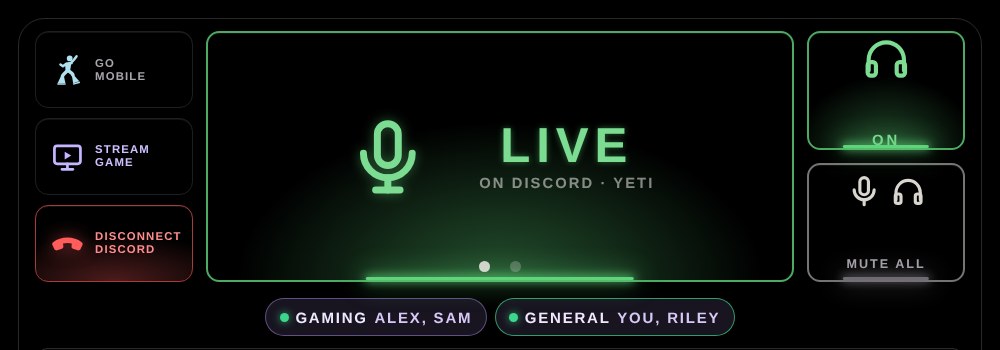 GO
MOBILE
STREAM
GAME
DISCONNECT
DISCORD
LIVE
ON DISCORD · YETI
ON
MUTE ALL
GAMING ALEX, SAM
GENERAL YOU, RILEY